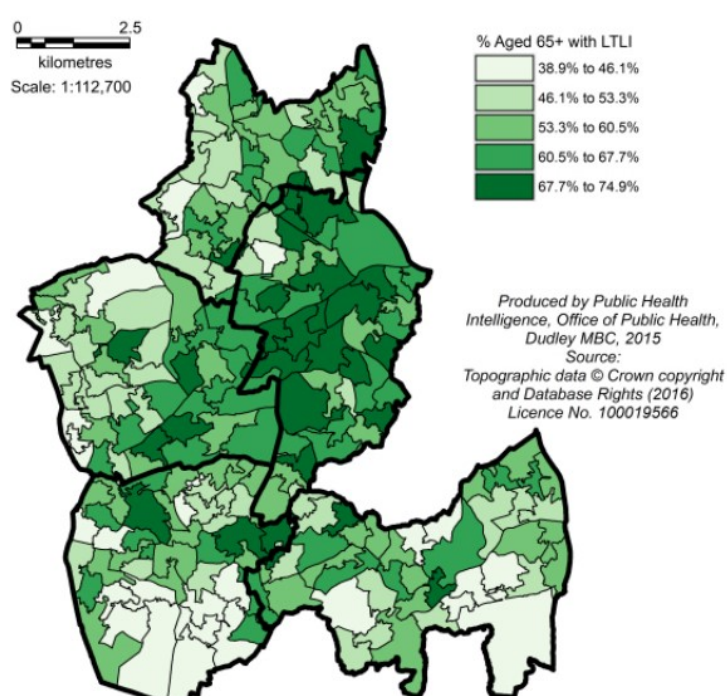 0 2.5
kilometres
Scale: 1:112,700
% Aged 65+ with LTLI
38.9% to 46.1%
46.1% to 53.3%
53.3% to 60.5%
60.5% to 67.7%
67.7% to 74.9%
Produced by Public Health
Intelligence, Office of Public Health,
Dudley MBC, 2015
Source:
Topographic data © Crown copyright
and Database Rights (2016)
Licence No. 100019566